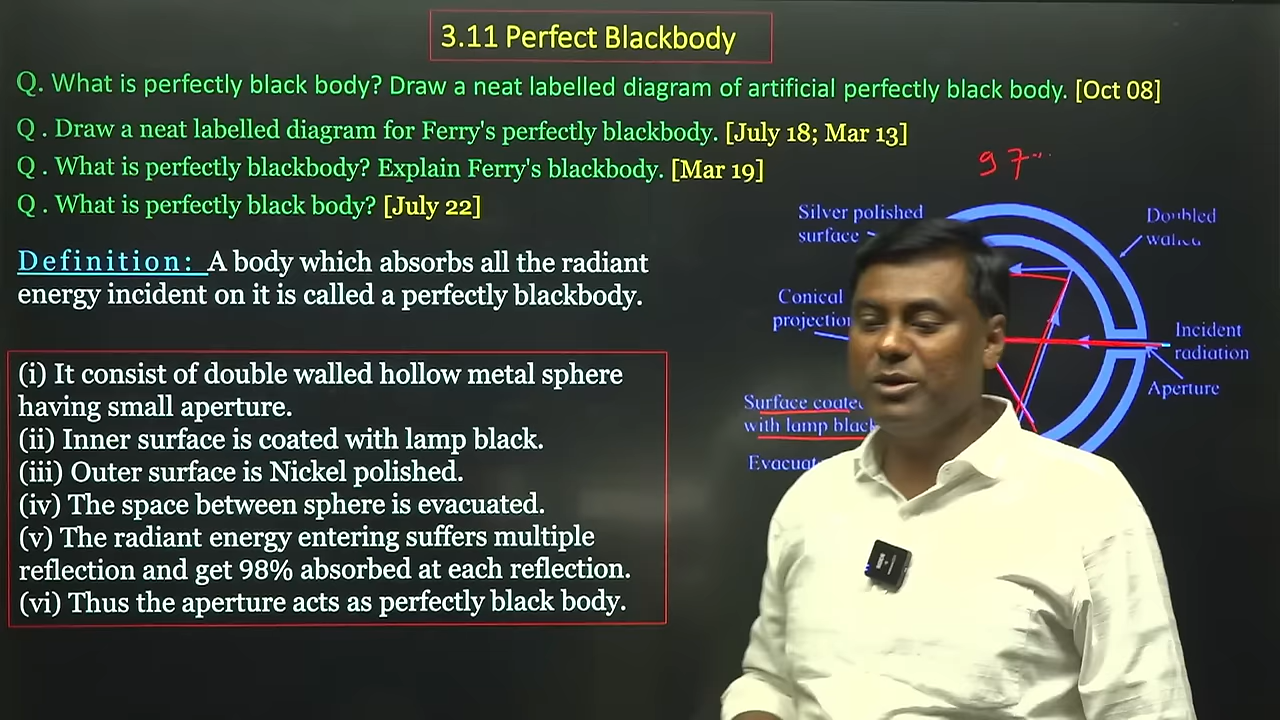 3.11 Perfect Blackbody
Q. What is perfectly black body? Draw a neat labelled diagram of artificial perfectly black body. [Oct 08]
Q . Draw a neat labelled diagram for Ferry's perfectly blackbody. [July 18; Mar 13]
Q . What is perfectly blackbody? Explain Ferry's blackbody. [Mar 19]
Q . What is perfectly black body? [July 22]
Definition: A body which absorbs all the radiant
energy incident on it is called a perfectly blackbody.
(i) It consist of double walled hollow metal sphere
having small aperture.
(ii) Inner surface is coated with lamp black.
(iii) Outer surface is Nickel polished.
(iv) The space between sphere is evacuated.
(v) The radiant energy entering suffers multiple
reflection and get 98% absorbed at each reflection.
(vi) Thus the aperture acts as perfectly black body.
97
Silver polished
surface
Doubled
walled
Conical
projection
Incident
radiation
Aperture
Surface coated
with lamp black